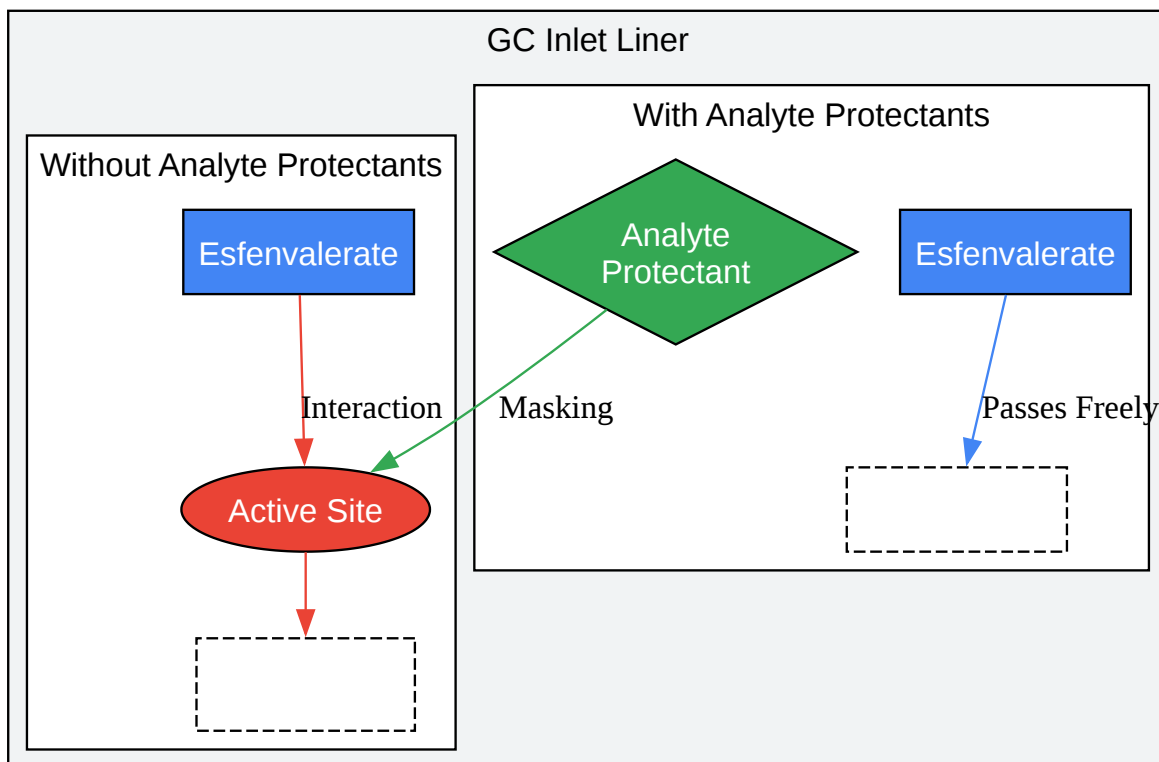 GC Inlet Liner
With Analyte Protectants
Without Analyte Protectants
Esfenvalerate
Analyte
Protectant
Esfenvalerate
Interaction
Masking
Passes Freely
Active Site